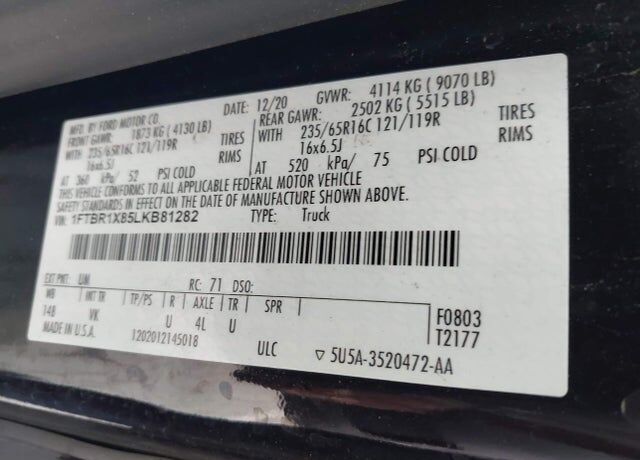 MFD. BY FORD MOTOR CO. DATE: 12/20 GVWR: 4114 KG ( 9070 LB)
FRONT GAWR: 1873 KG ( 4130 LB) REAR GAWR: 2502 KG ( 5515 LB)
WITH 235/65R16C 121/119R TIRES WITH 235/65R16C 121/119R TIRES
16x6.5J RIMS 16x6.5J RIMS
AT 360 kPa/ 52 PSI COLD AT 520 kPa/ 75 PSI COLD
THIS VEHICLE CONFORMS TO ALL APPLICABLE FEDERAL MOTOR VEHICLE
SAFETY STANDARDS IN EFFECT ON THE DATE OF MANUFACTURE SHOWN ABOVE.
VIN: 1FTBR1X85LKB81282 TYPE: Truck
EXT PNT: UM RC: 71 DSO:
WB INT TR TP/PS R AXLE TR SPR F0803
148 VK U 4L U T2177
MADE IN U.S.A. 1202012145018 ULC ▽ 5U5A-3520472-AA